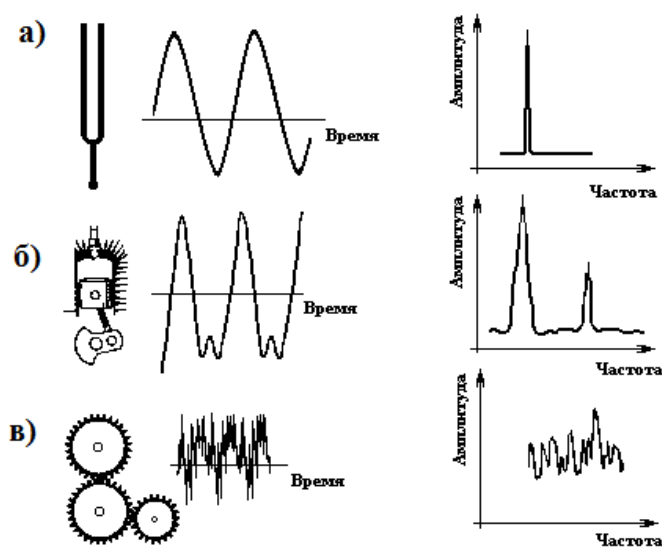 а)
Время
Амплитуда
Частота
б)
Время
Амплитуда
Частота
в)
Время
Амплитуда
Частота